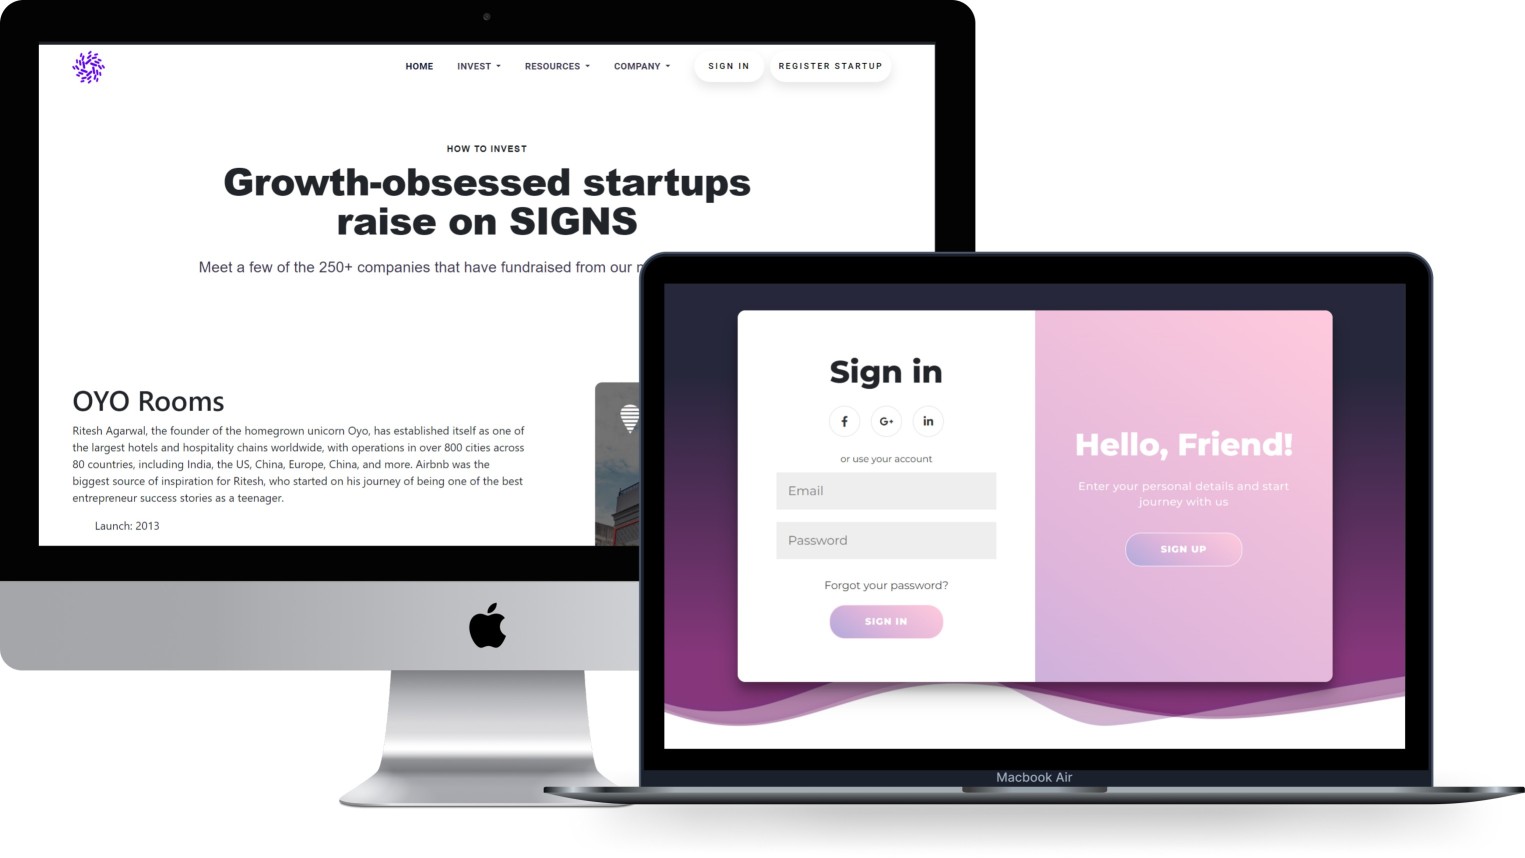 HOME INVEST RESOURCES COMPANY SIGN IN REGISTER STARTUP
HOW TO INVEST
Growth-obsessed startups
raise on SIGNS
Meet a few of the 250+ companies that have fundraised from our
OYO Rooms
Ritesh Agarwal, the founder of the homegrown unicorn Oyo, has established itself as one of
the largest hotels and hospitality chains worldwide, with operations in over 800 cities across
80 countries, including India, the US, China, Europe, China, and more. Airbnb was the
biggest source of inspiration for Ritesh, who started on his journey of being one of the best
entrepreneur success stories as a teenager.
Launch: 2013
Sign in
f G+ in
or use your account
Email
Password
Forgot your password?
SIGN IN
Hello, Friend!
Enter your personal details and start
journey with us
SIGN UP
Macbook Air